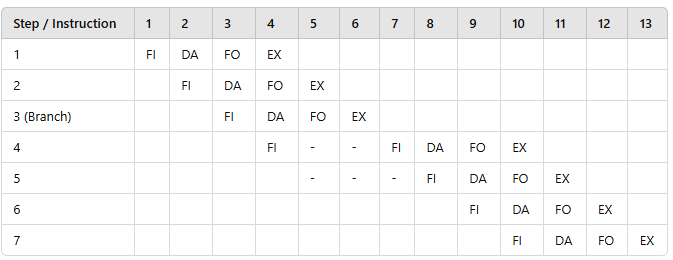 Step / Instruction 1 2 3 4 5 6 7 8 9 10 11 12 13
1 FI DA FO EX
2 FI DA FO EX
3 (Branch) FI DA FO EX
4 FI - - FI DA FO EX
5 - - - FI DA FO EX
6 FI DA FO EX
7 FI DA FO EX